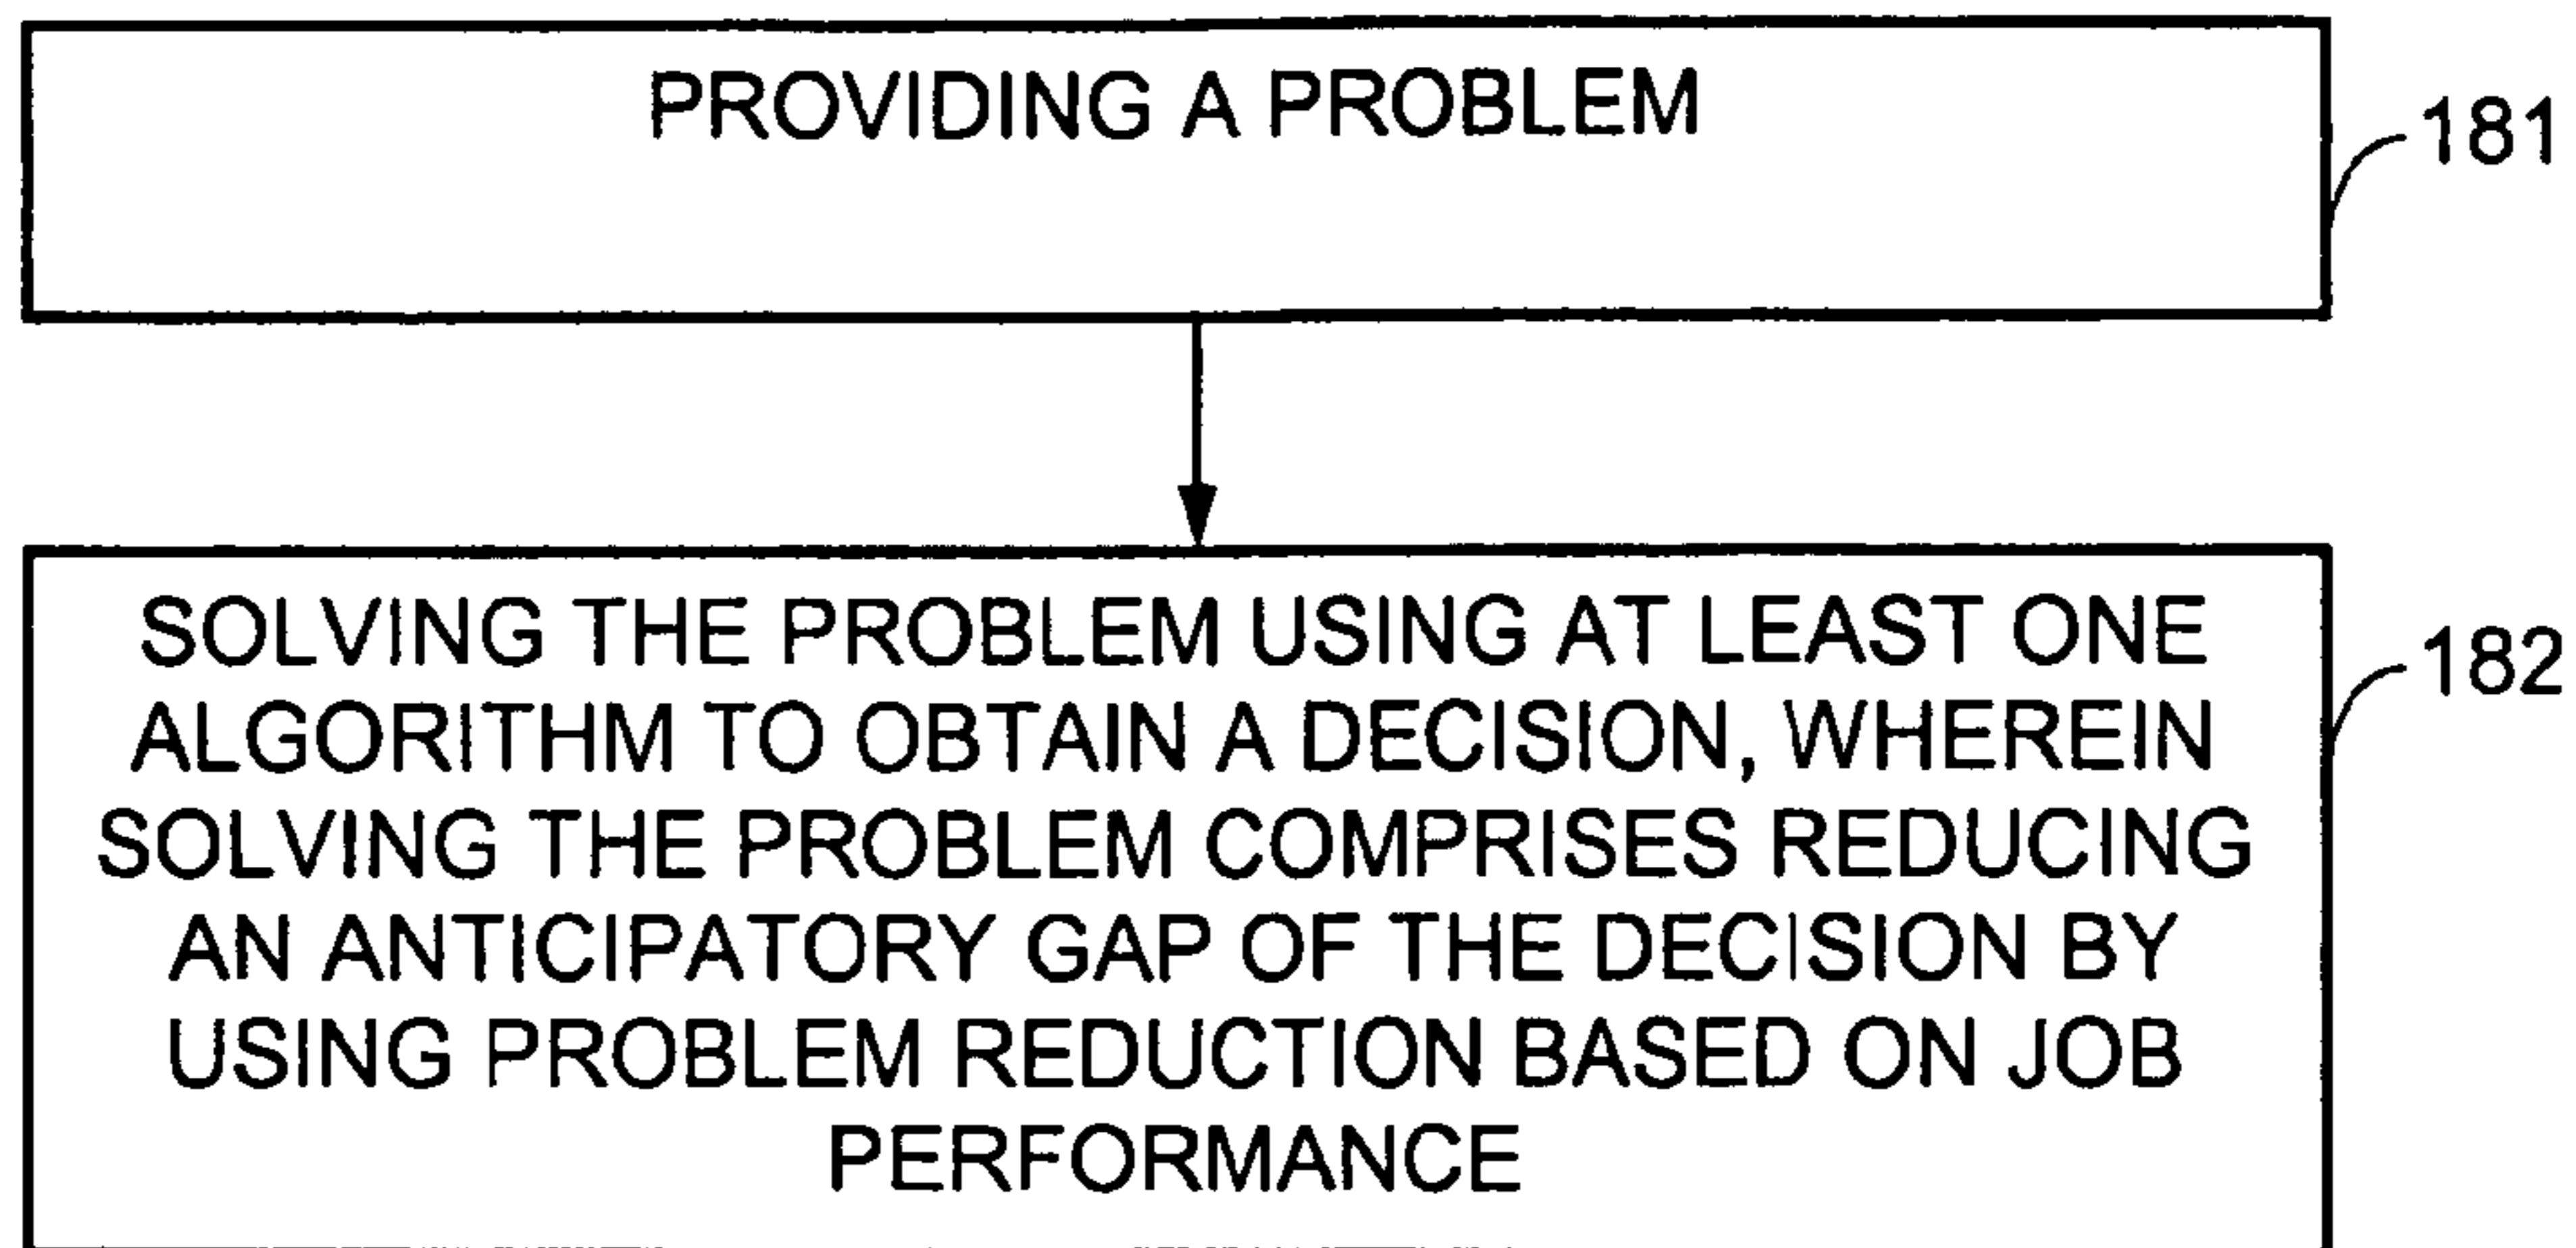 PROVIDING A PROBLEM
181
SOLVING THE PROBLEM USING AT LEAST ONE
ALGORITHM TO OBTAIN A DECISION, WHEREIN
SOLVING THE PROBLEM COMPRISES REDUCING
AN ANTICIPATORY GAP OF THE DECISION BY
USING PROBLEM REDUCTION BASED ON JOB
PERFORMANCE
182